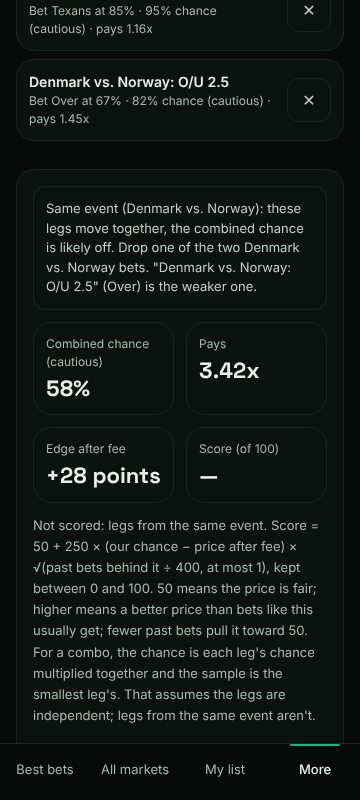 Bet Texans at 85% · 95% chance
(cautious) · pays 1.16x
✕
Denmark vs. Norway: O/U 2.5
Bet Over at 67% · 82% chance (cautious) ·
pays 1.45x
✕
Same event (Denmark vs. Norway): these
legs move together, the combined chance
is likely off. Drop one of the two Denmark
vs. Norway bets. "Denmark vs. Norway:
O/U 2.5" (Over) is the weaker one.
Combined chance
(cautious)
58%
Pays
3.42x
Edge after fee
+28 points
Score (of 100)
—
Not scored: legs from the same event. Score =
50 + 250 × (our chance − price after fee) ×
√(past bets behind it ÷ 400, at most 1), kept
between 0 and 100. 50 means the price is fair;
higher means a better price than bets like this
usually get; fewer past bets pull it toward 50.
For a combo, the chance is each leg's chance
multiplied together and the sample is the
smallest leg's. That assumes the legs are
independent; legs from the same event aren't.
Best bets
All markets
My list
More